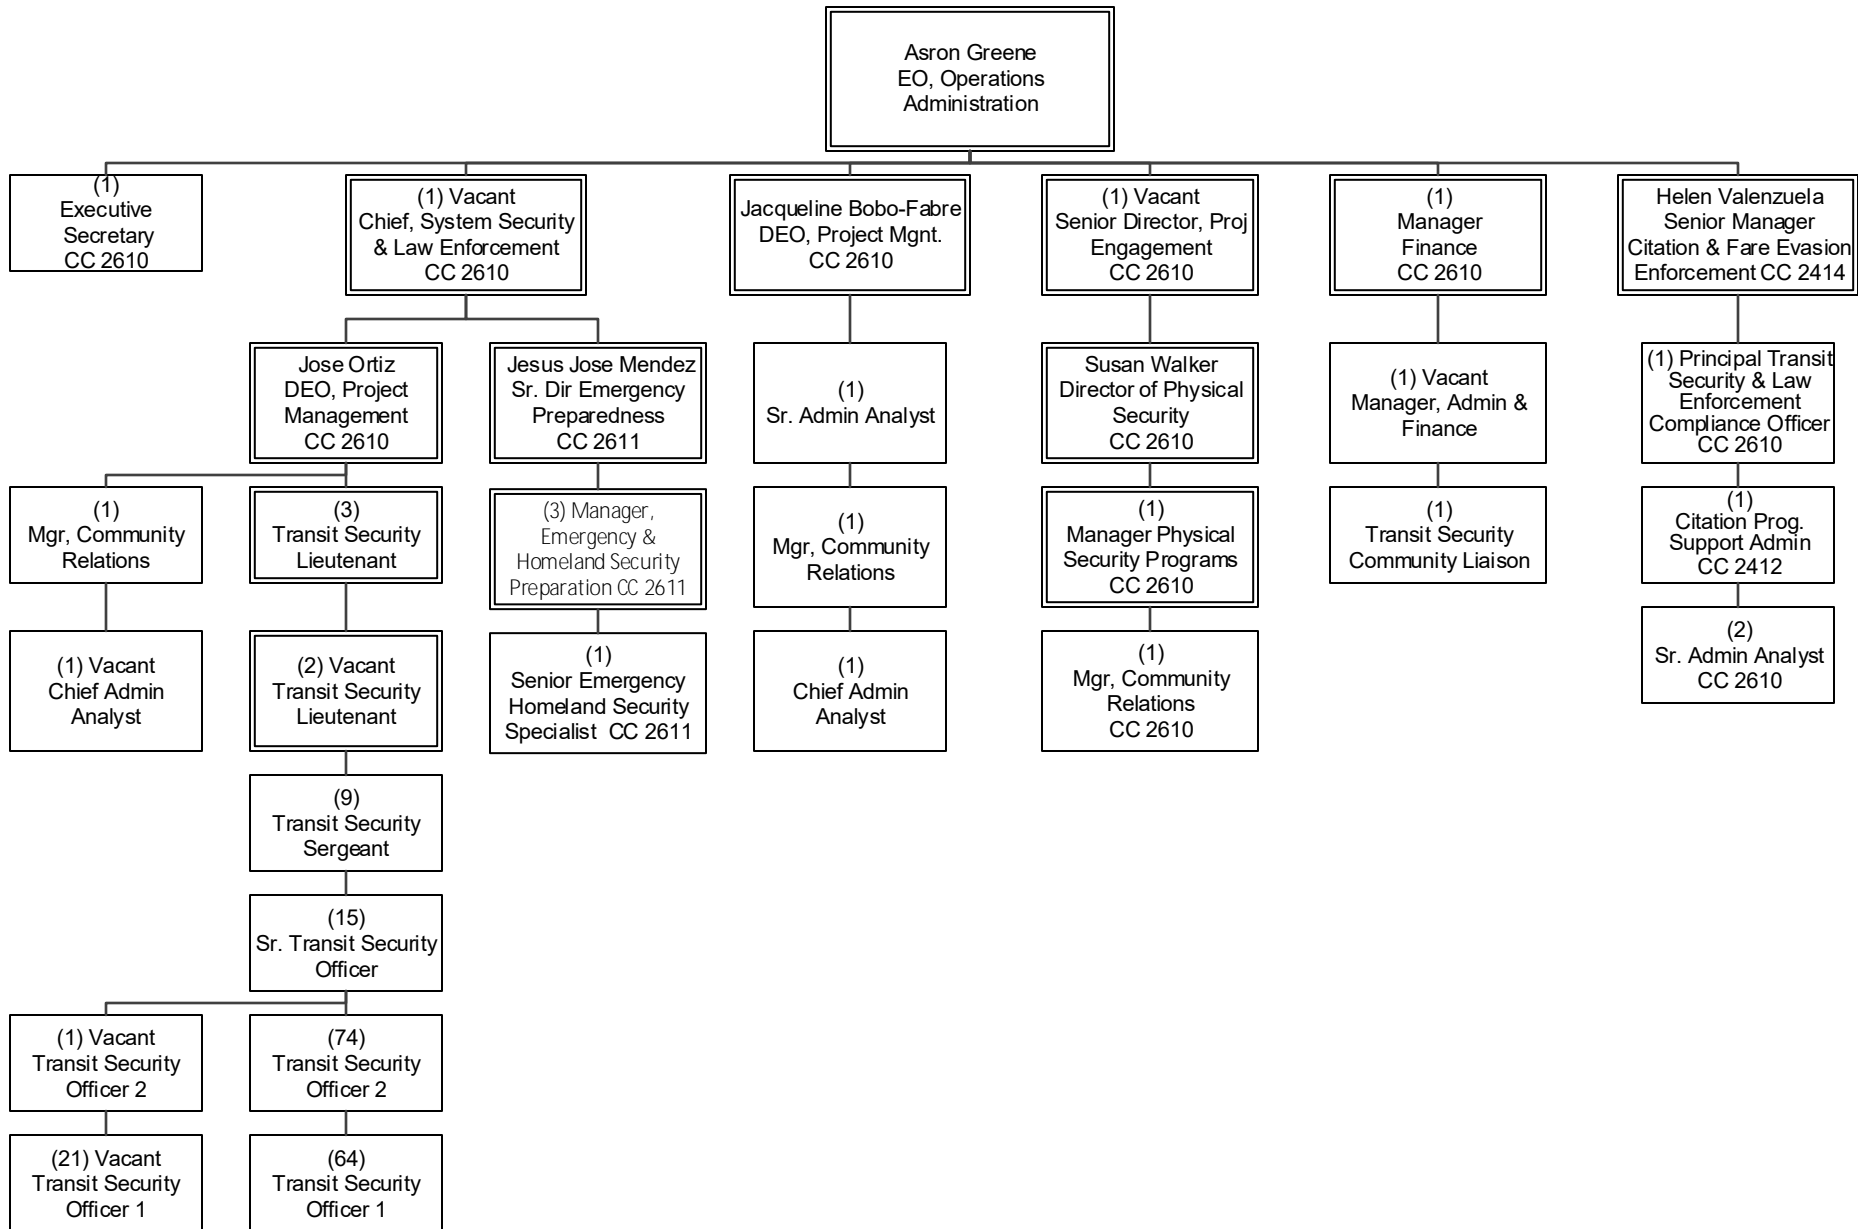 Asron Greene
EO, Operations
Administration
(1)
Executive
Secretary
CC 2610
(1) Vacant
Chief, System Security
& Law Enforcement
CC 2610
Jacqueline Bobo-Fabre
DEO, Project Mgnt.
CC 2610
(1) Vacant
Senior Director, Proj
Engagement
CC 2610
(1)
Manager
Finance
CC 2610
Helen Valenzuela
Senior Manager
Citation & Fare Evasion
Enforcement CC 2414
Jose Ortiz
DEO, Project
Management
CC 2610
Jesus Jose Mendez
Sr. Dir Emergency
Preparedness
CC 2611
(1)
Sr. Admin Analyst
Susan Walker
Director of Physical
Security
CC 2610
(1) Vacant
Manager, Admin &
Finance
(1) Principal Transit
Security & Law
Enforcement
Compliance Officer
CC 2610
(1)
Mgr, Community
Relations
(3)
Transit Security
Lieutenant
(3) Manager,
Emergency &
Homeland Security
Preparation CC 2611
(1)
Mgr, Community
Relations
(1)
Manager Physical
Security Programs
CC 2610
(1)
Transit Security
Community Liaison
(1)
Citation Prog.
Support Admin
CC 2412
(1) Vacant
Chief Admin
Analyst
(2) Vacant
Transit Security
Lieutenant
(1)
Senior Emergency
Homeland Security
Specialist CC 2611
(1)
Chief Admin
Analyst
(1)
Mgr, Community
Relations
CC 2610
(2)
Sr. Admin Analyst
CC 2610
(9)
Transit Security
Sergeant
(15)
Sr. Transit Security
Officer
(1) Vacant
Transit Security
Officer 2
(74)
Transit Security
Officer 2
(21) Vacant
Transit Security
Officer 1
(64)
Transit Security
Officer 1